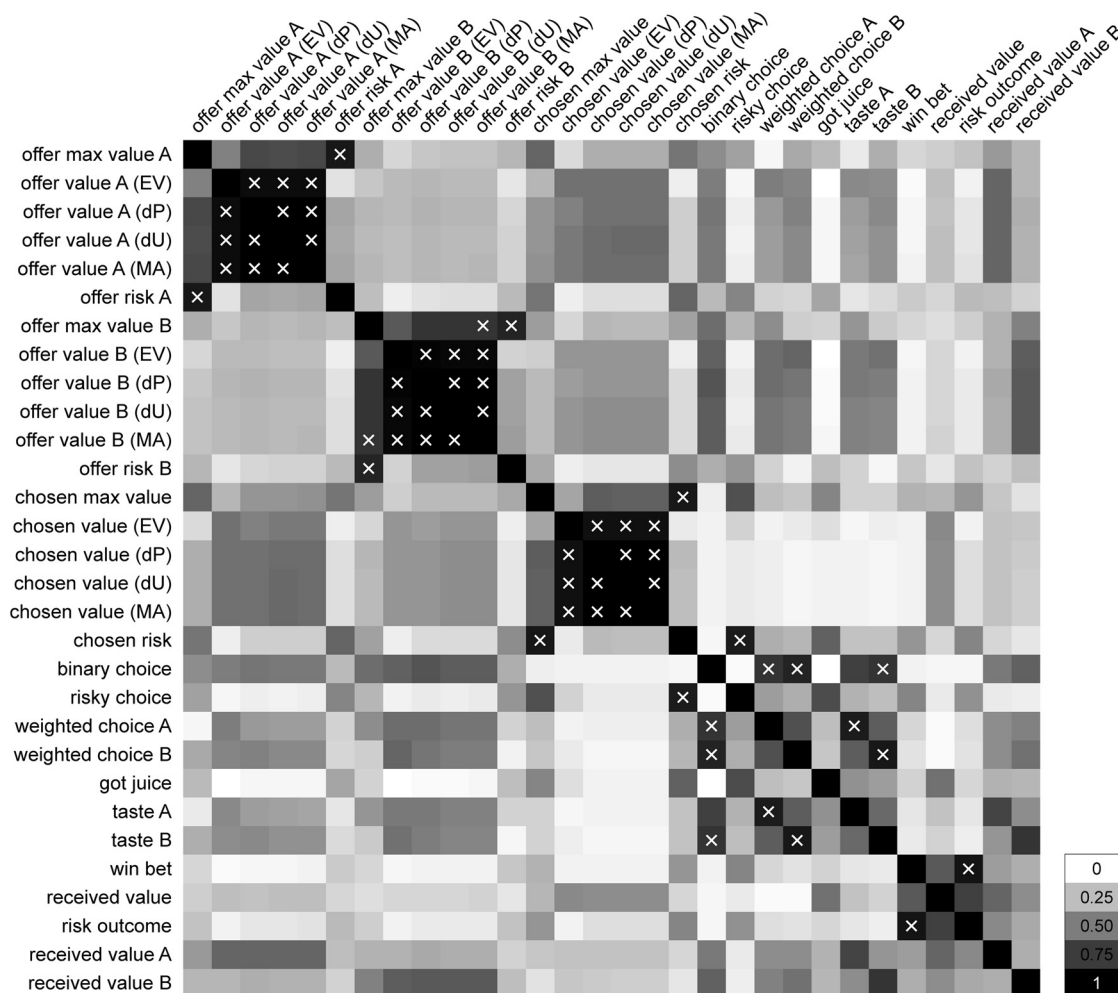 offer max value A
offer value A (EV)
offer value A (dP)
offer value A (dU)
offer value A (MA)
offer risk A
offer max value B
offer value B (EV)
offer value B (dP)
offer value B (dU)
offer value B (MA)
offer risk B
chosen max value
chosen value (EV)
chosen value (dP)
chosen value (dU)
chosen value (MA)
chosen risk
binary choice
risky choice
weighted choice A
weighted choice B
got juice
taste A
taste B
win bet
received value
risk outcome
received value A
received value B
offer max value A
offer value A (EV)
offer value A (dP)
offer value A (dU)
offer value A (MA)
offer risk A
offer max value B
offer value B (EV)
offer value B (dP)
offer value B (dU)
offer value B (MA)
offer risk B
chosen max value
chosen value (EV)
chosen value (dP)
chosen value (dU)
chosen value (MA)
chosen risk
binary choice
risky choice
weighted choice A
weighted choice B
got juice
taste A
taste B
win bet
received value
risk outcome
received value A
received value B
0
0.25
0.50
0.75
1